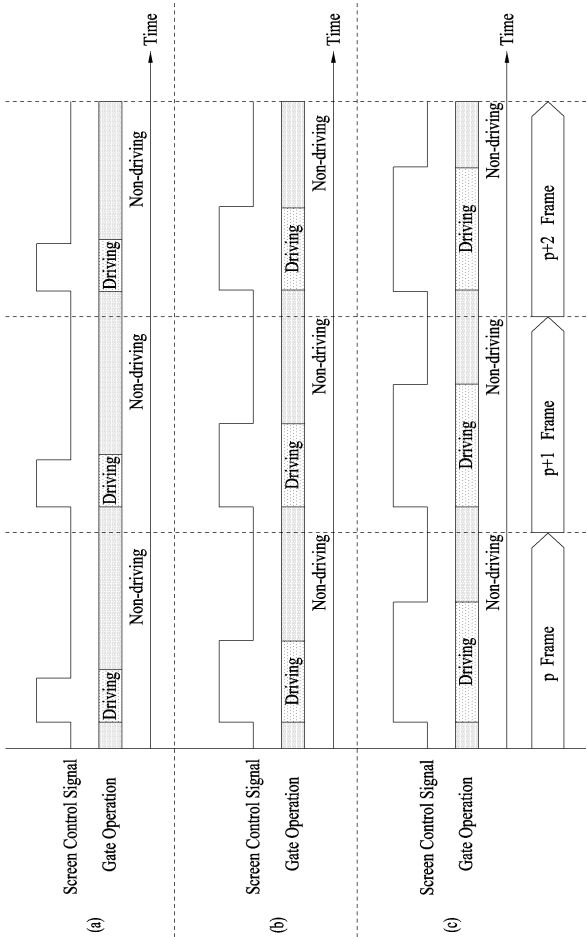 (a)
Screen Control Signal
Gate Operation
Driving
Non-driving
Driving
Non-driving
Driving
Non-driving
Time
(b)
Screen Control Signal
Gate Operation
Driving
Non-driving
Driving
Non-driving
Driving
Non-driving
Time
(c)
Screen Control Signal
Gate Operation
Driving
Non-driving
Driving
Non-driving
Driving
Non-driving
Time
p Frame
p+1 Frame
p+2 Frame